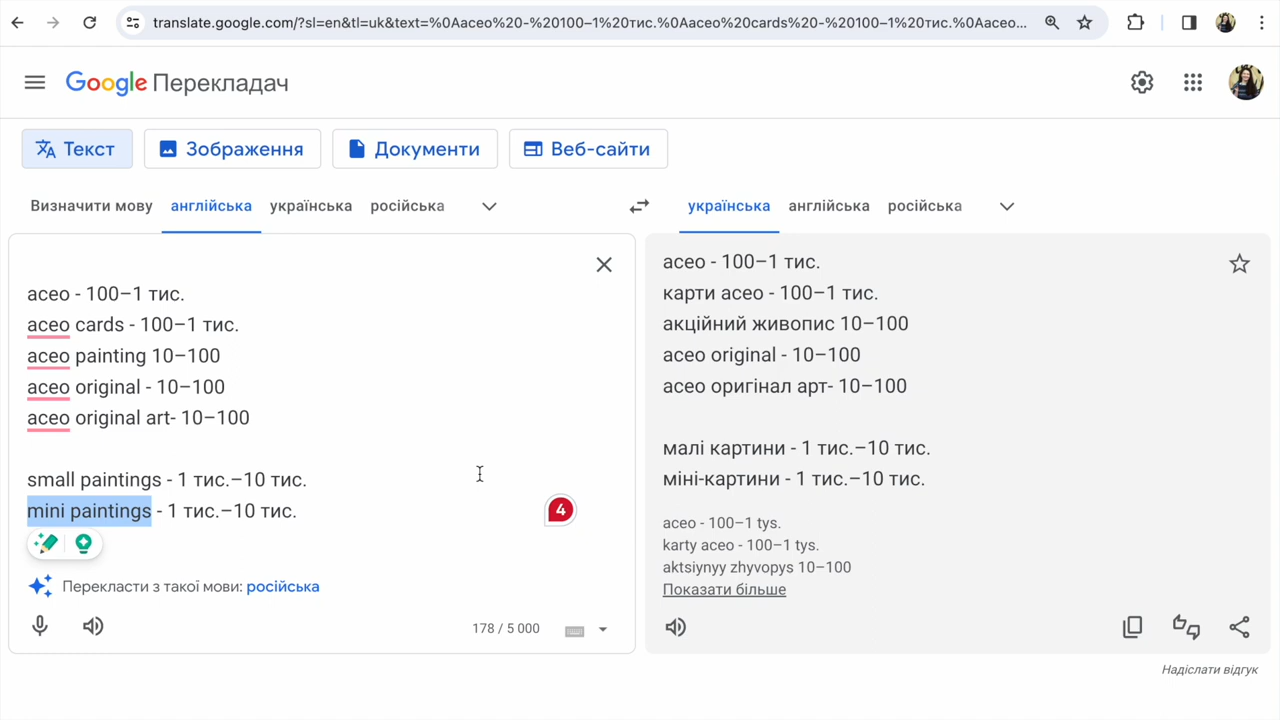 translate.google.com/?sl=en&tl=uk&text=%0Aaceo%20-%20100–1%20тис.%0Aaceo%20cards%20-%20100–1%20тис.%0Aaceo...
Google Перекладач
Текст
Зображення
Документи
Веб-сайти
Визначити мову англійська українська російська
українська англійська російська
aceo - 100–1 тис.
aceo cards - 100–1 тис.
aceo painting 10–100
aceo original - 10–100
aceo original art- 10–100
small paintings - 1 тис.–10 тис.
mini paintings - 1 тис.–10 тис.
4
Перекласти з такої мови: російська
178 / 5 000
aceo - 100–1 тис.
карти aceo - 100–1 тис.
акційний живопис 10–100
aceo original - 10–100
aceo оригінал арт- 10–100
малі картини - 1 тис.–10 тис.
міні-картини - 1 тис.–10 тис.
aceo - 100–1 tys.
karty aceo - 100–1 tys.
aktsiynyy zhyvopys 10–100
Показати більше
Надіслати відгук